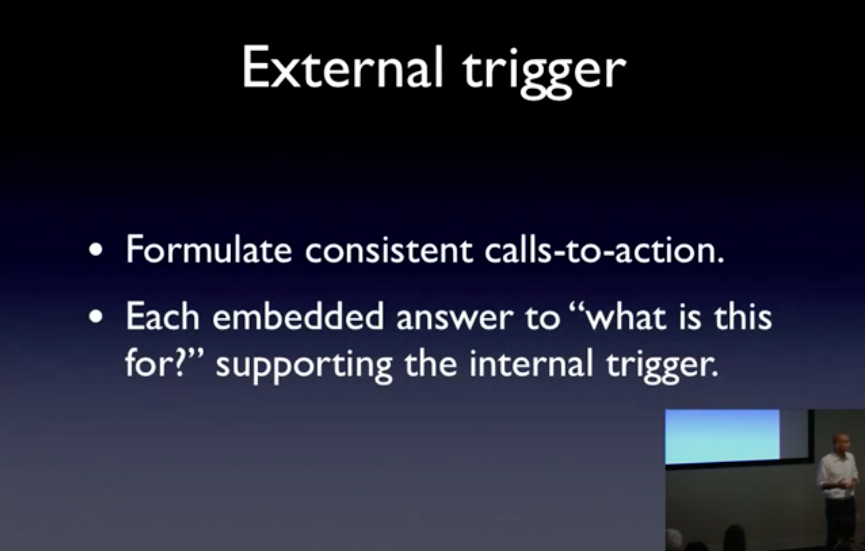 External trigger
• Formulate consistent calls-to-action.
• Each embedded answer to “what is this
for?” supporting the internal trigger.